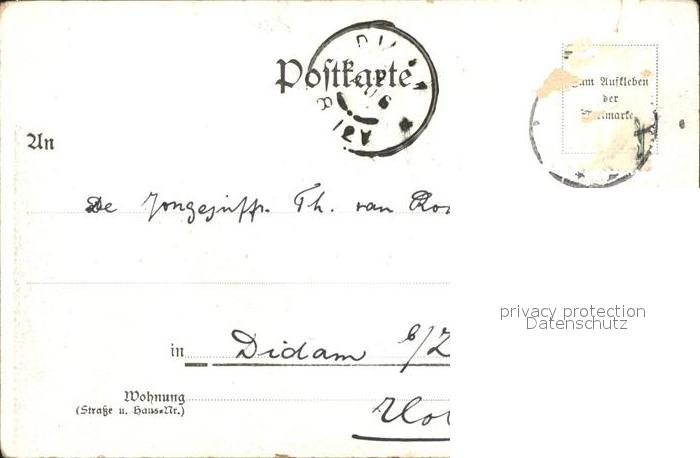 Postkarte
Zum Aufkleben
der
An
De Jongejuffr. Th. van
privacy protection
Datenschutz
in Didam b/Z
Wohnung
(Straße u. Haus-Nr.)